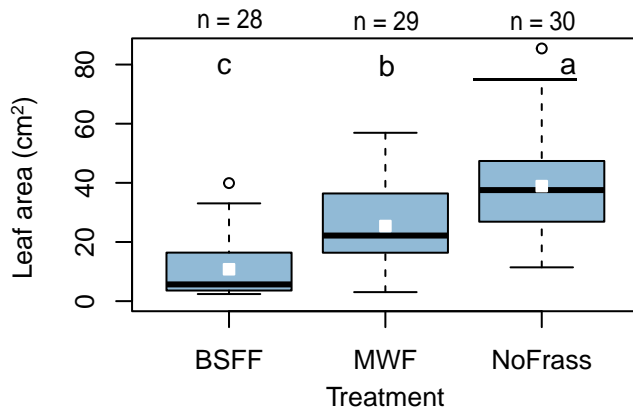 n = 28 n = 29 n = 30
c b a
80
60
40
20
0
Leaf area (cm²)
BSFF MWF NoFrass
Treatment